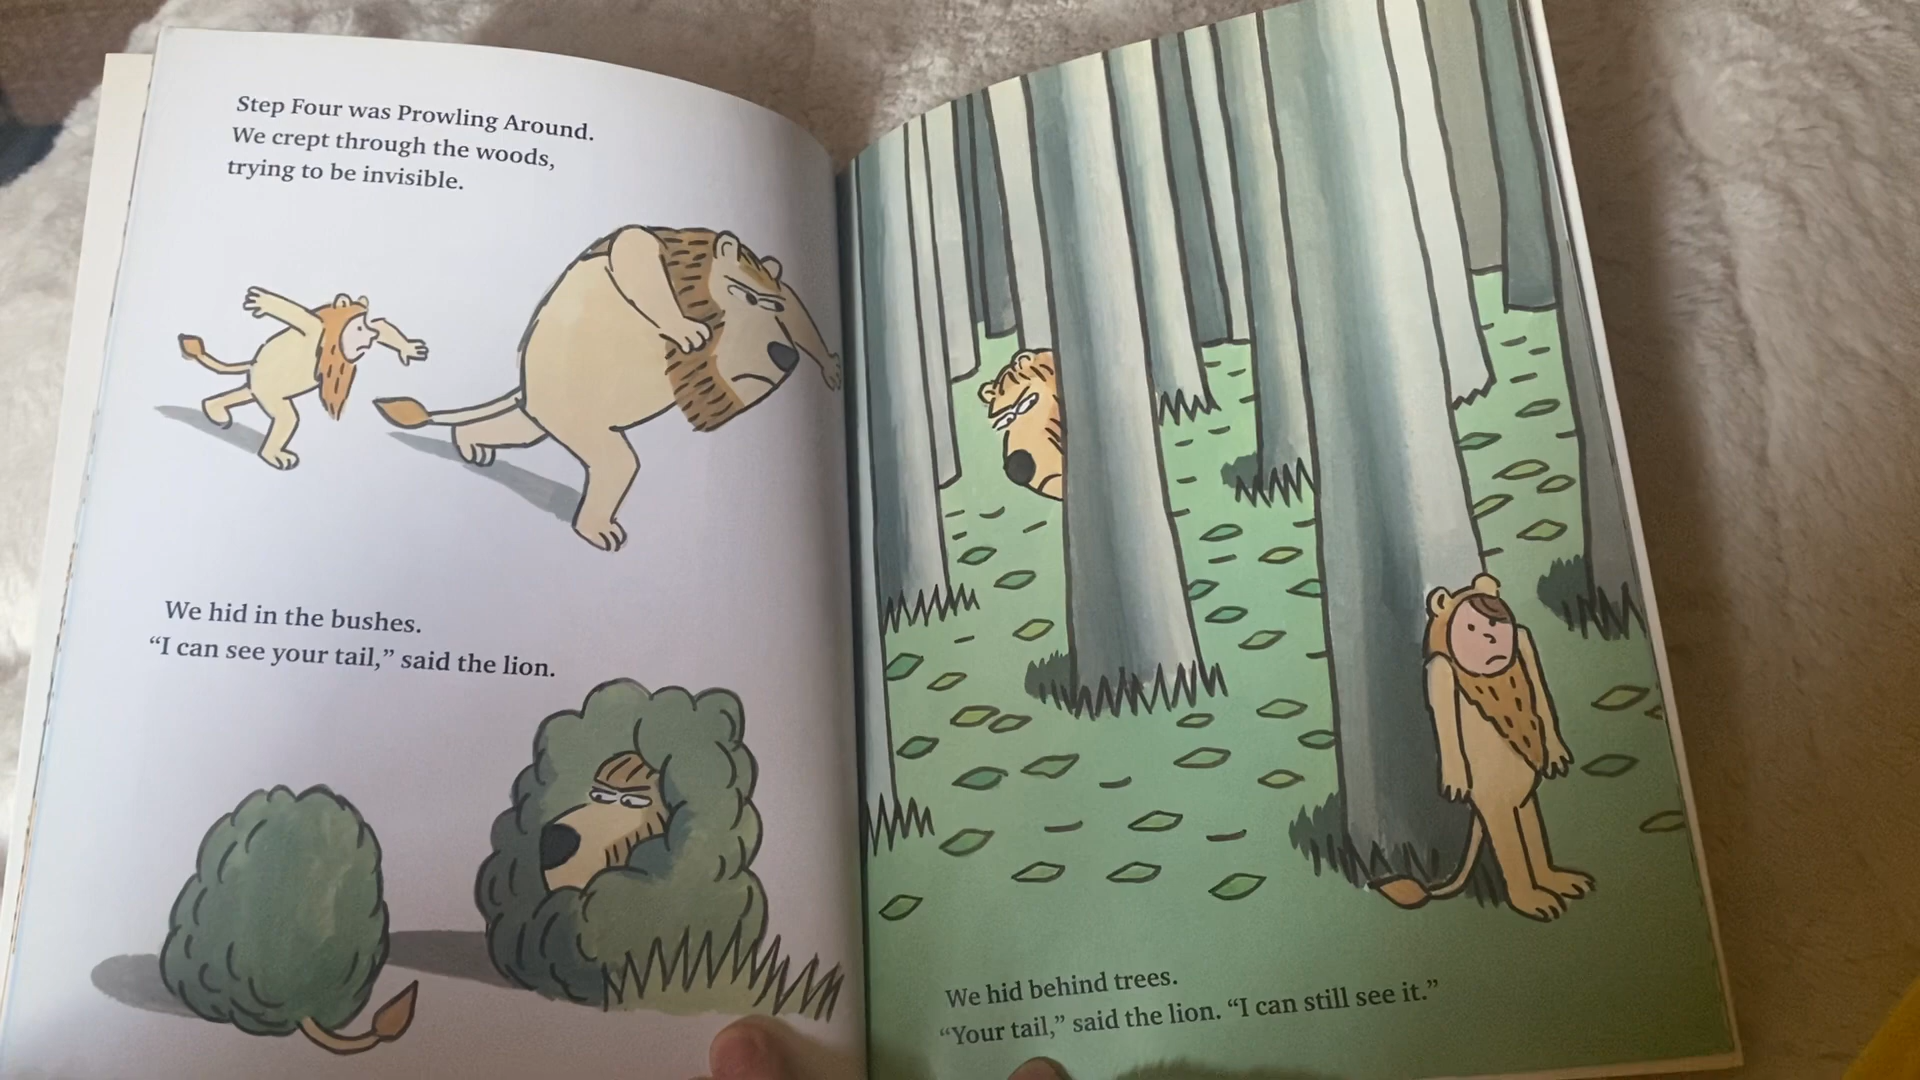 Step Four was Prowling Around.
We crept through the woods,
trying to be invisible.
We hid in the bushes.
“I can see your tail,” said the lion.
We hid behind trees.
“Your tail,” said the lion. “I can still see it.”